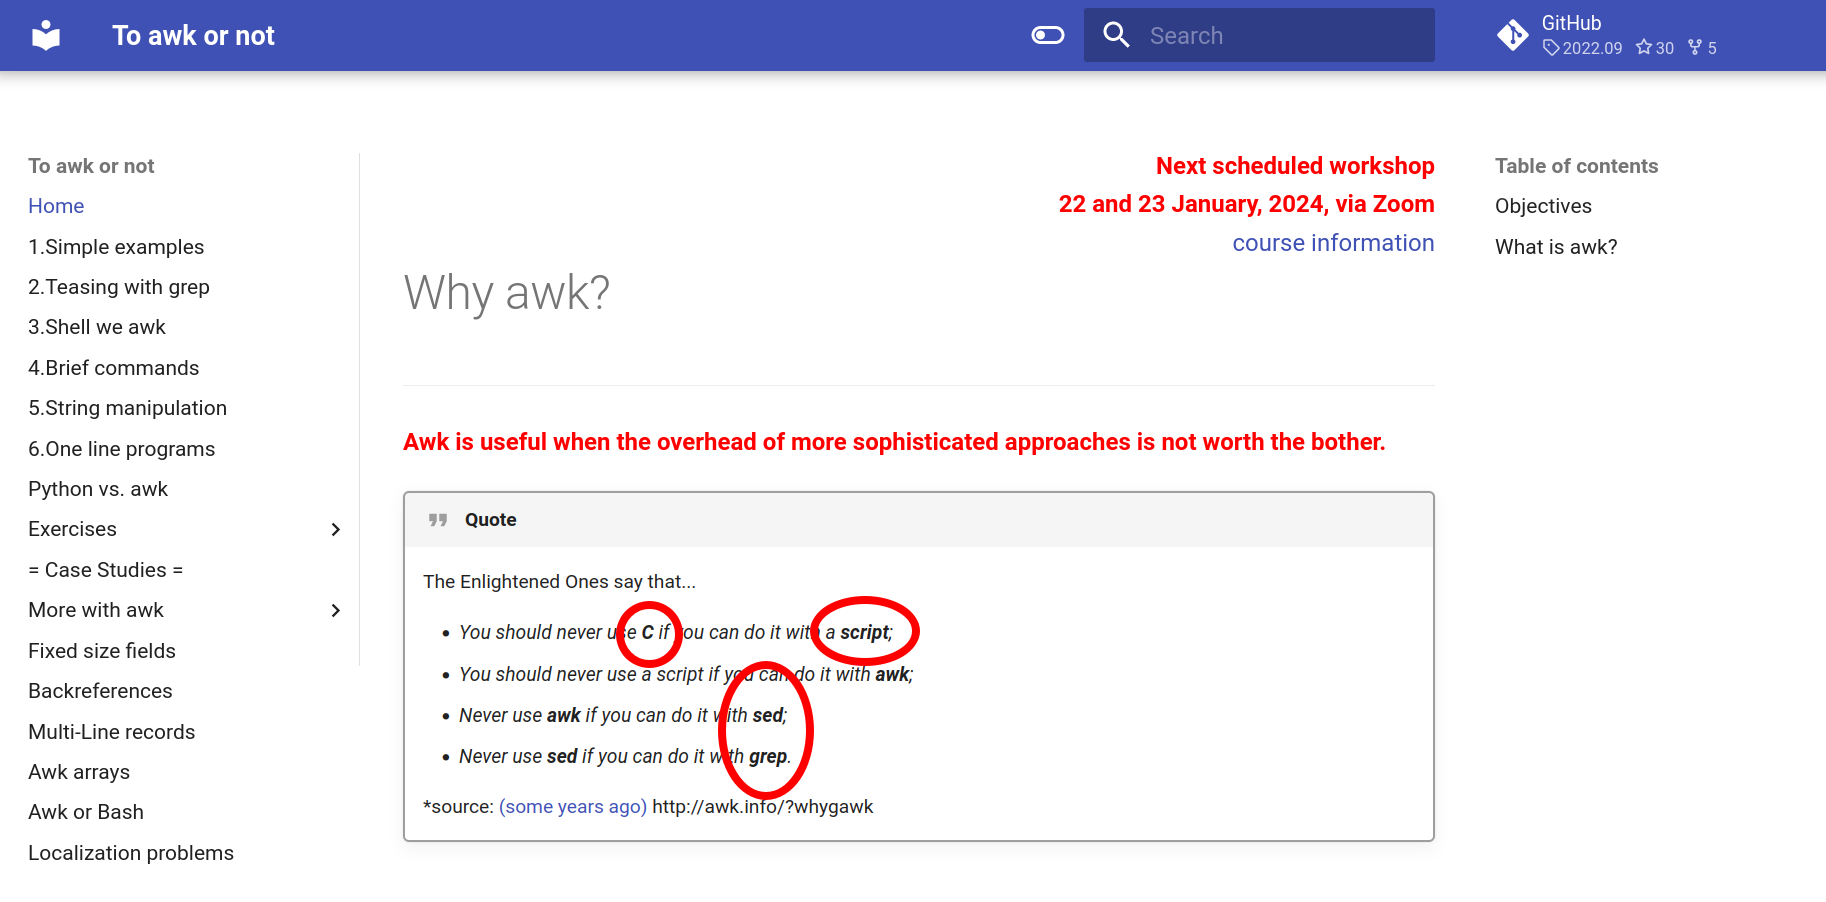 To awk or not
Search
GitHub
2022.09 30 5
To awk or not
Home
1.Simple examples
2.Teasing with grep
3.Shell we awk
4.Brief commands
5.String manipulation
6.One line programs
Python vs. awk
Exercises
= Case Studies =
More with awk
Fixed size fields
Backreferences
Multi-Line records
Awk arrays
Awk or Bash
Localization problems
Next scheduled workshop
22 and 23 January, 2024, via Zoom
course information
Why awk?
Awk is useful when the overhead of more sophisticated approaches is not worth the bother.
Quote
The Enlightened Ones say that...
• You should never use C if you can do it with a script;
• You should never use a script if you can do it with awk;
• Never use awk if you can do it with sed;
• Never use sed if you can do it with grep.
*source: (some years ago) http://awk.info/?whygawk
Table of contents
Objectives
What is awk?